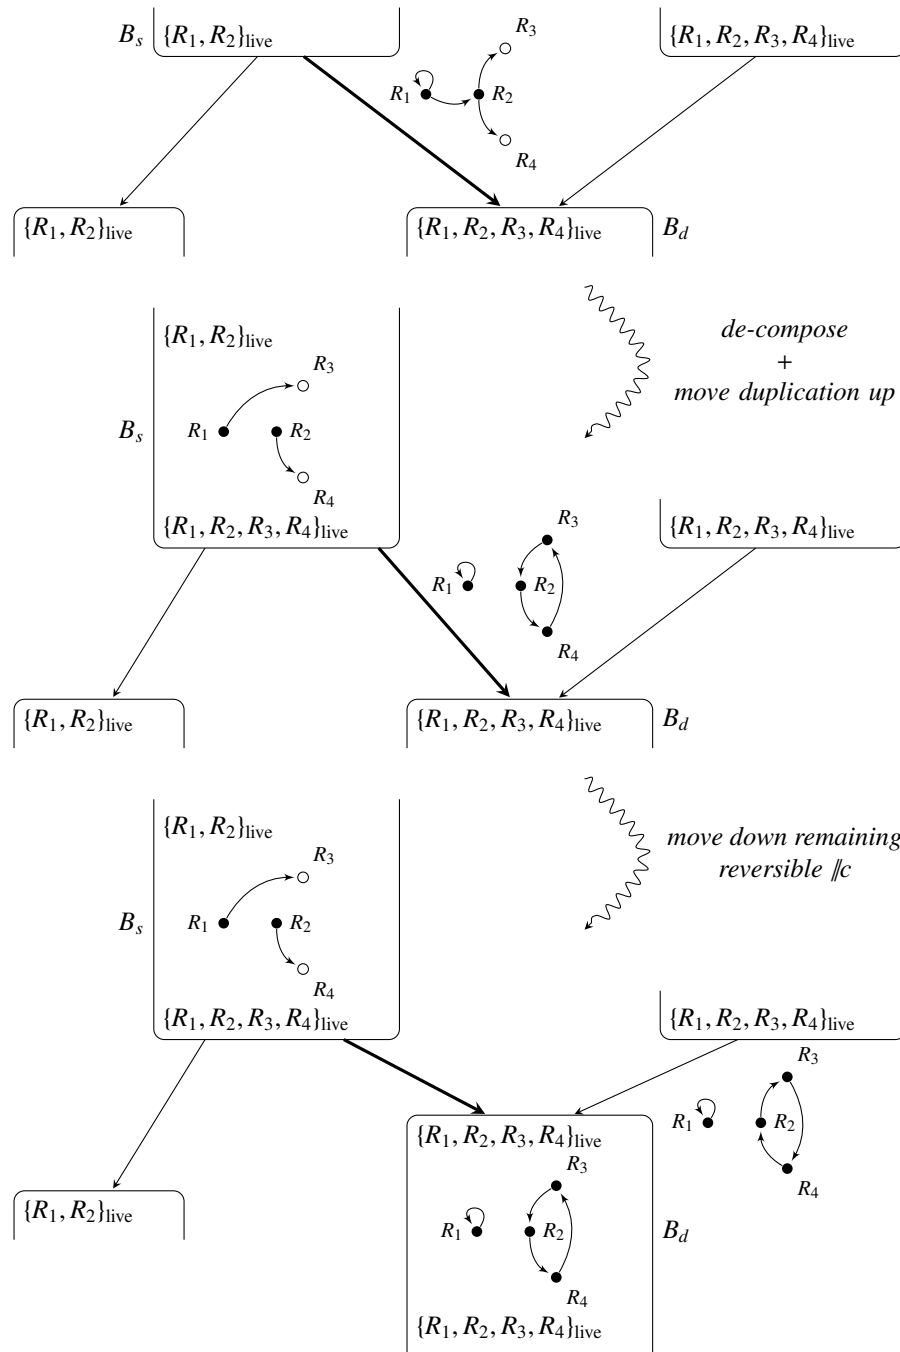 B_s {R_1, R_2}_live
R_3
{R_1, R_2, R_3, R_4}_live
R_1 R_2
R_4
{R_1, R_2}_live
{R_1, R_2, R_3, R_4}_live B_d
de-compose
+
move duplication up
{R_1, R_2}_live
R_3
B_s
R_1 R_2
R_4
{R_1, R_2, R_3, R_4}_live
R_3
{R_1, R_2, R_3, R_4}_live
R_1 R_2
R_4
{R_1, R_2}_live
{R_1, R_2, R_3, R_4}_live B_d
move down remaining
reversible ∥c
{R_1, R_2}_live
R_3
B_s
R_1 R_2
R_4
{R_1, R_2, R_3, R_4}_live
{R_1, R_2, R_3, R_4}_live
R_3
R_1 R_2
R_4
{R_1, R_2}_live
{R_1, R_2, R_3, R_4}_live
R_3
R_1 R_2
B_d
R_4
{R_1, R_2, R_3, R_4}_live